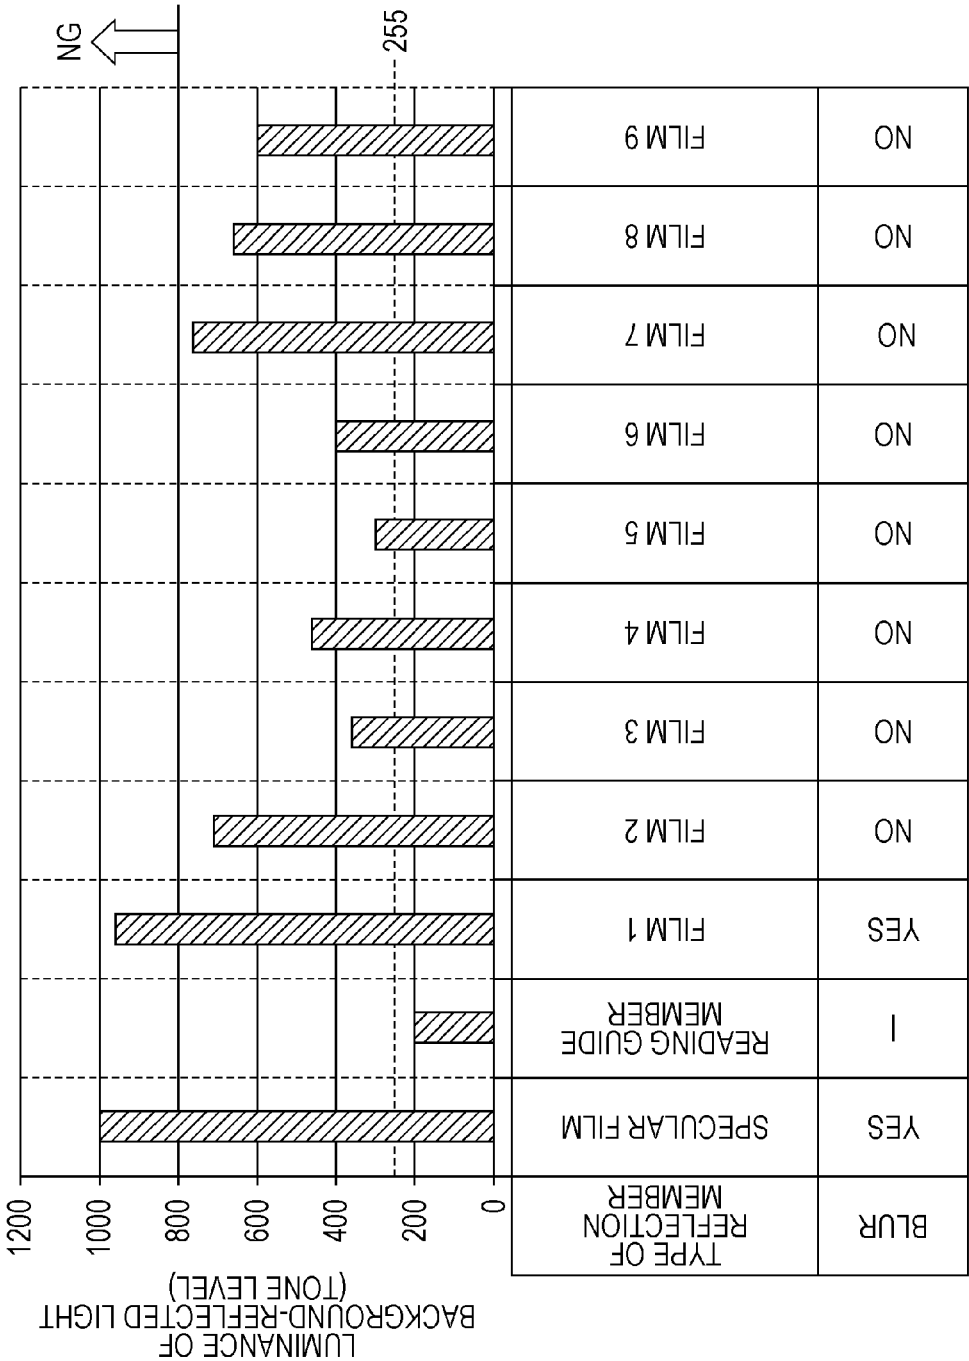 LUMINANCE OF
BACKGROUND-REFLECTED LIGHT
(TONE LEVEL)
1200
1000
800
600
400
200
0
NG
255
TYPE OF
REFLECTION
MEMBER
SPECULAR FILM
READING GUIDE
MEMBER
FILM 1
FILM 2
FILM 3
FILM 4
FILM 5
FILM 6
FILM 7
FILM 8
FILM 9
BLUR
YES
|
YES
NO
NO
NO
NO
NO
NO
NO
NO